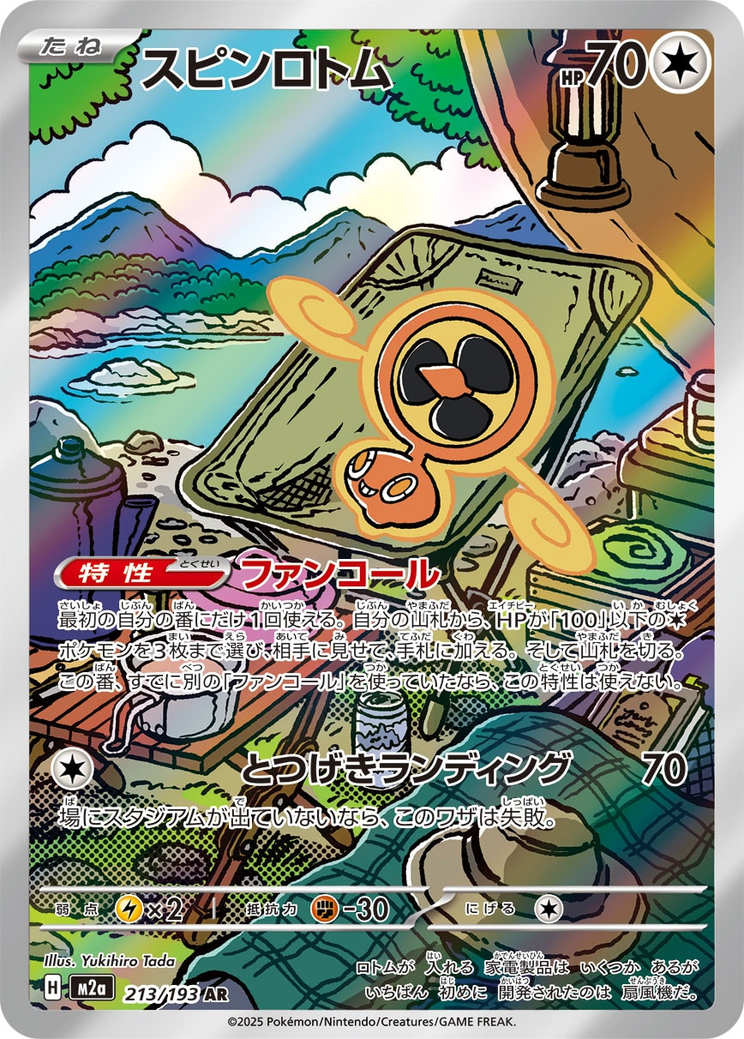 たね
スピンロトム
HP70
特性 とくせい ファンコール
最初の自分の番にだけ1回使える。自分の山札から、HPが「100」以下の
ポケモンを3枚まで選び、相手に見せて、手札に加える。そして山札を切る。
この番、すでに別の「ファンコール」を使っていたなら、この特性は使えない。
とつげきランディング 70
場にスタジアムが出ていないなら、このワザは失敗。
弱点 ×2 抵抗力 -30 にげる
Illus. Yukihiro Tada
ロトムが 入れる 家電製品は いくつか あるが
いちばん 初めに 開発されたのは 扇風機だ。
H M2a 213/193 AR
©2025 Pokémon/Nintendo/Creatures/GAME FREAK.